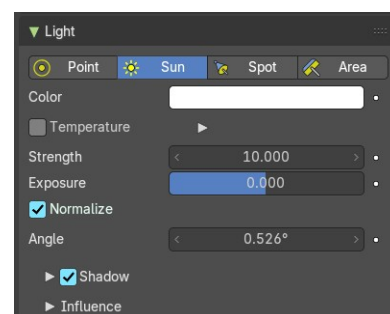 Light
Point Sun Spot Area
Color
Temperature
Strength 10.000
Exposure 0.000
Normalize
Angle 0.526°
Shadow
Influence